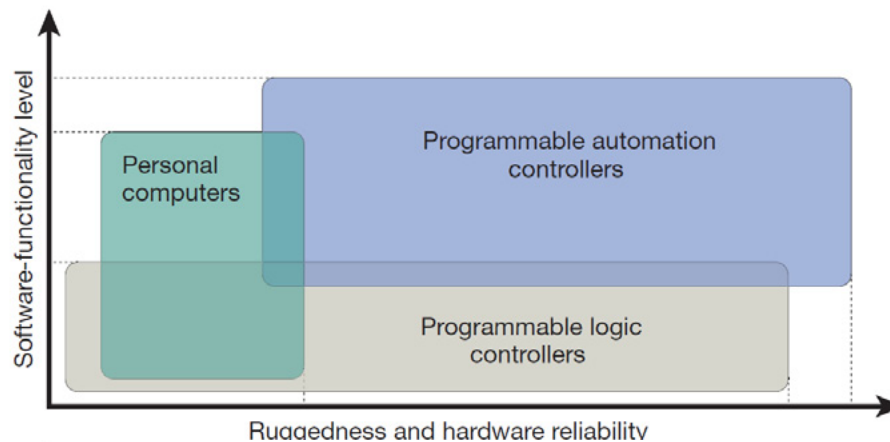 Software-functionality level
Personal
computers
Programmable automation
controllers
Programmable logic
controllers
Ruggedness and hardware reliability